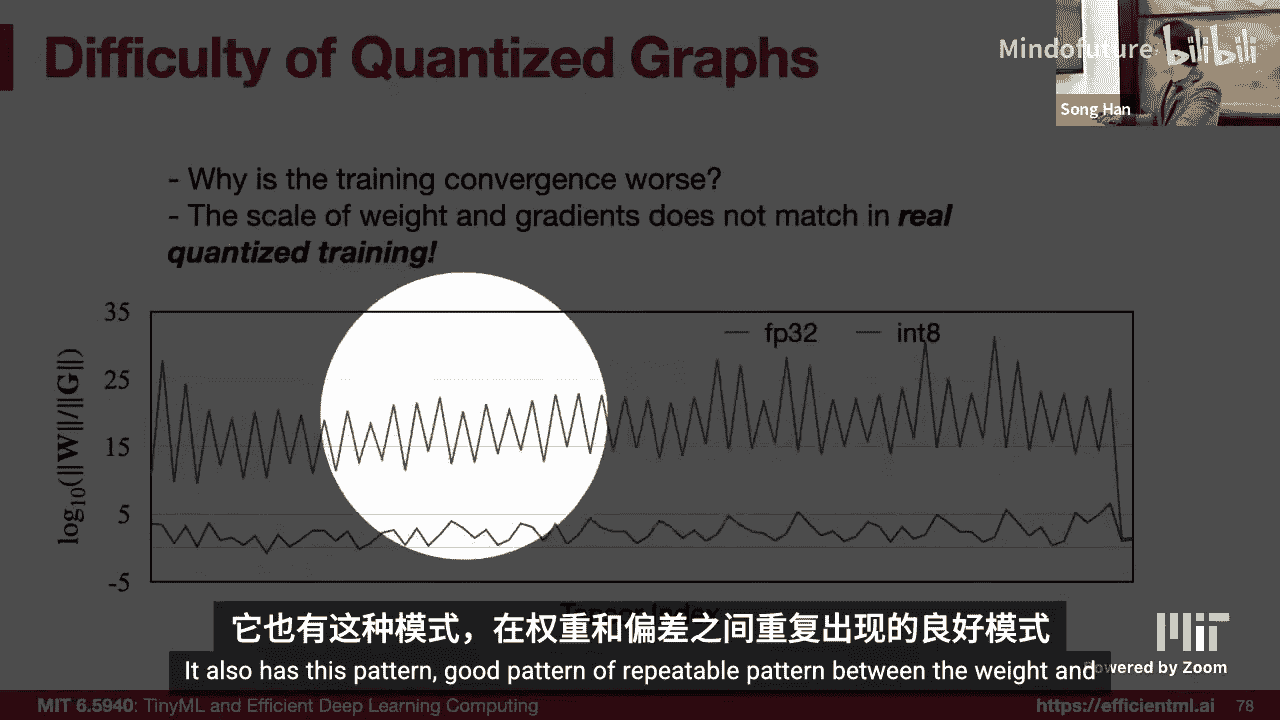 Difficulty of Quantized Graphs
Mindofuture bilibili
Song Han
- Why is the training convergence worse?
- The scale of weight and gradients does not match in real
quantized training!
35
fp32
int8
25
15
5
-5
log10(||W||/||G||)
Tensor Index
它也有这种模式，在权重和偏差之间重复出现的良好模式
It also has this pattern, good pattern of repeatable pattern between the weight and
MIT
Powered by Zoom
MIT 6.5940: TinyML and Efficient Deep Learning Computing
https://efficientml.ai
78